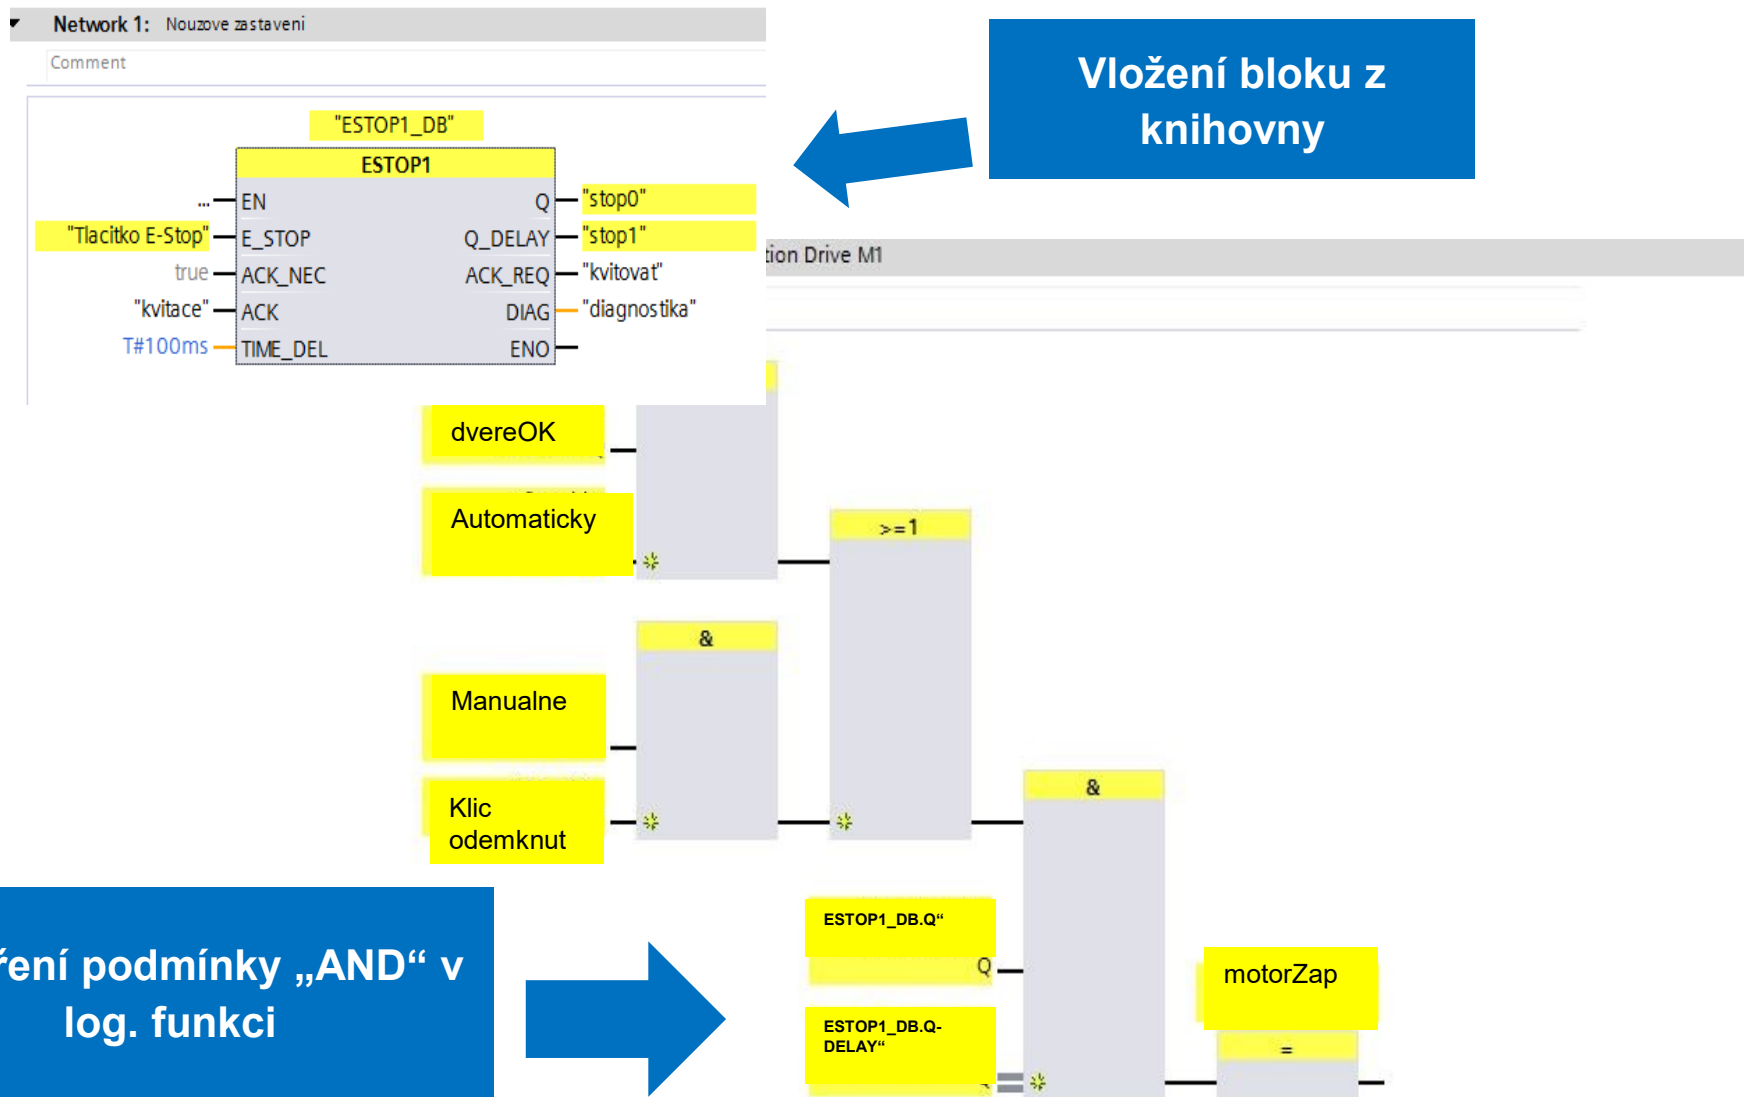 Network 1: Nouzove zastaveni
Comment
Vložení bloku z
knihovny
"ESTOP1_DB"
ESTOP1
... EN Q "stop0"
"Tlacitko E-Stop" E_STOP Q_DELAY "stop1"
true ACK_NEC ACK_REQ "kvitovat"
"kvitace" ACK DIAG "diagnostika"
T#100ms TIME_DEL ENO
tion Drive M1
dvereOK
Automaticky
>=1
&
Manualne
Klic
odemknut
&
ření podmínky „AND“ v
log. funkci
ESTOP1_DB.Q“
Q
ESTOP1_DB.Q-
DELAY“
motorZap
=